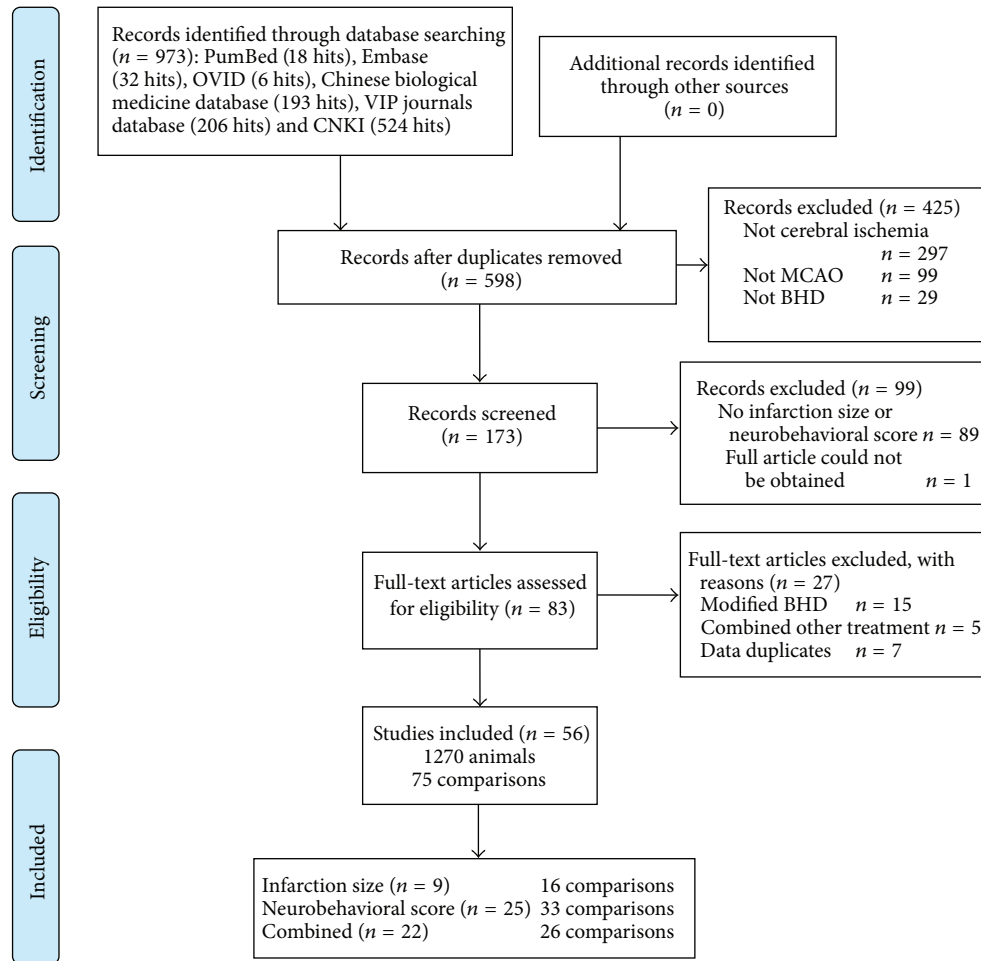 Identification
Records identified through database searching
(n = 973): PumBed (18 hits), Embase
(32 hits), OVID (6 hits), Chinese biological
medicine database (193 hits), VIP journals
database (206 hits) and CNKI (524 hits)
Additional records identified
through other sources
(n = 0)
Screening
Records after duplicates removed
(n = 598)
Records excluded (n = 425)
Not cerebral ischemia
n = 297
Not MCAO n = 99
Not BHD n = 29
Records screened
(n = 173)
Records excluded (n = 99)
No infarction size or
neurobehavioral score n = 89
Full article could not
be obtained n = 1
Eligibility
Full-text articles assessed
for eligibility (n = 83)
Full-text articles excluded, with
reasons (n = 27)
Modified BHD n = 15
Combined other treatment n = 5
Data duplicates n = 7
Included
Studies included (n = 56)
1270 animals
75 comparisons
Infarction size (n = 9) 16 comparisons
Neurobehavioral score (n = 25) 33 comparisons
Combined (n = 22) 26 comparisons